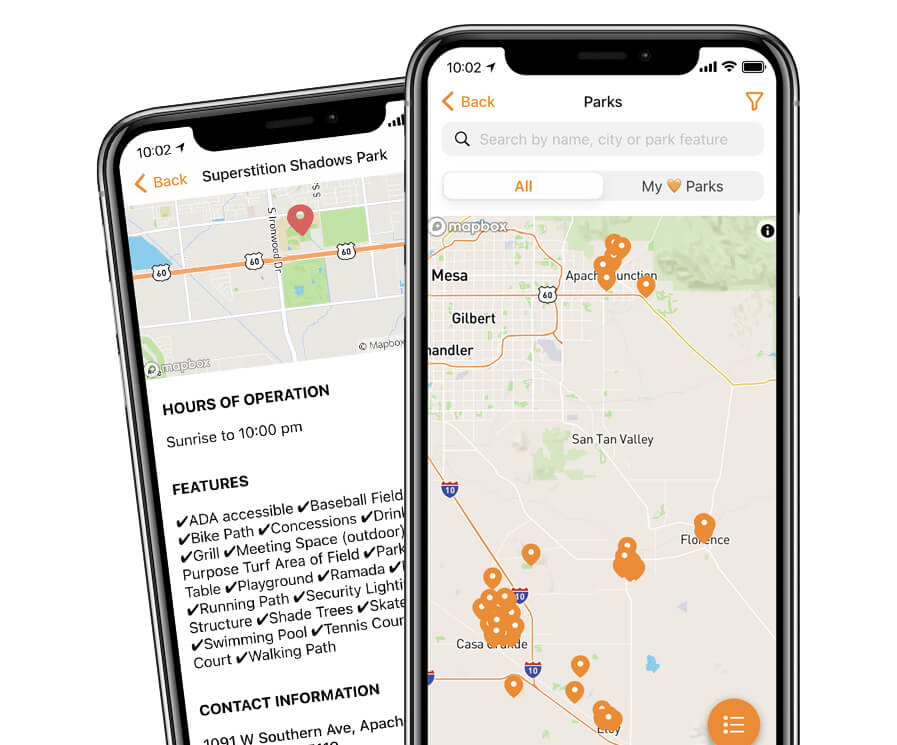 10:02
Back
Superstition Shadows Park
S Ironwood Dr
60
60
60
© Mapbox
mapbox
HOURS OF OPERATION
Sunrise to 10:00 pm
FEATURES
✔ADA accessible ✔Baseball Field
✔Bike Path ✔Concessions ✔Drin
✔Grill ✔Meeting Space (outdoor)
Purpose Turf Area of Field ✔Park
Table ✔Playground ✔Ramada ✔
✔Running Path ✔Security Lighti
Structure ✔Shade Trees ✔Skate
✔Swimming Pool ✔Tennis Cour
Court ✔Walking Path
CONTACT INFORMATION
1091 W Southern Ave, Apach
10:02
Back
Parks
Search by name, city or park feature
All
My 🧡 Parks
mapbox
Mesa
Apache Junction
60
Gilbert
handler
San Tan Valley
10
Florence
10
Casa Grande
10
Eloy